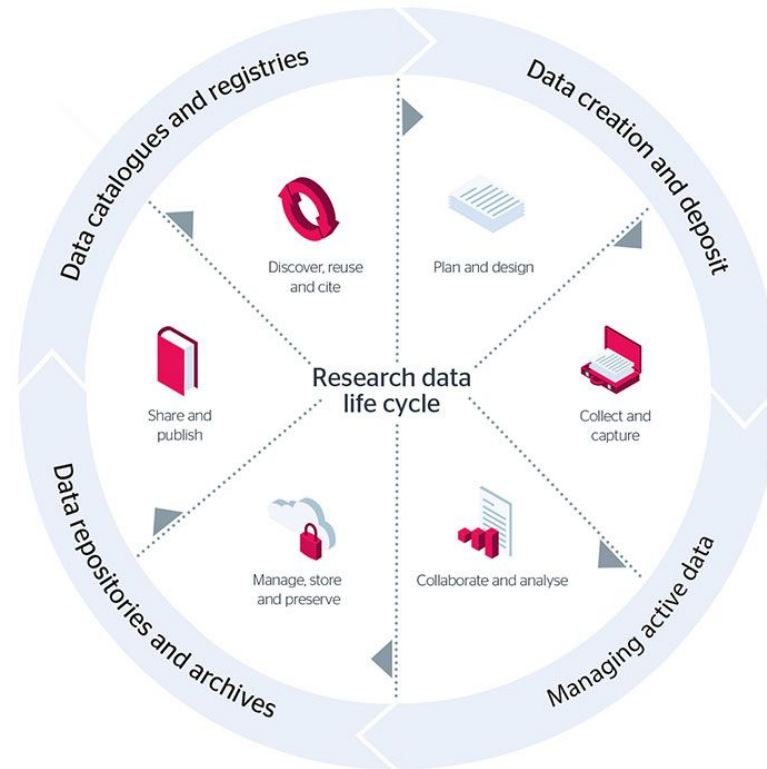 Data catalogues and registries
Data creation and deposit
Discover, reuse
and cite
Plan and design
Research data
life cycle
Share and
publish
Collect and
capture
Manage, store
and preserve
Collaborate and analyse
Data repositories and archives
Managing active data